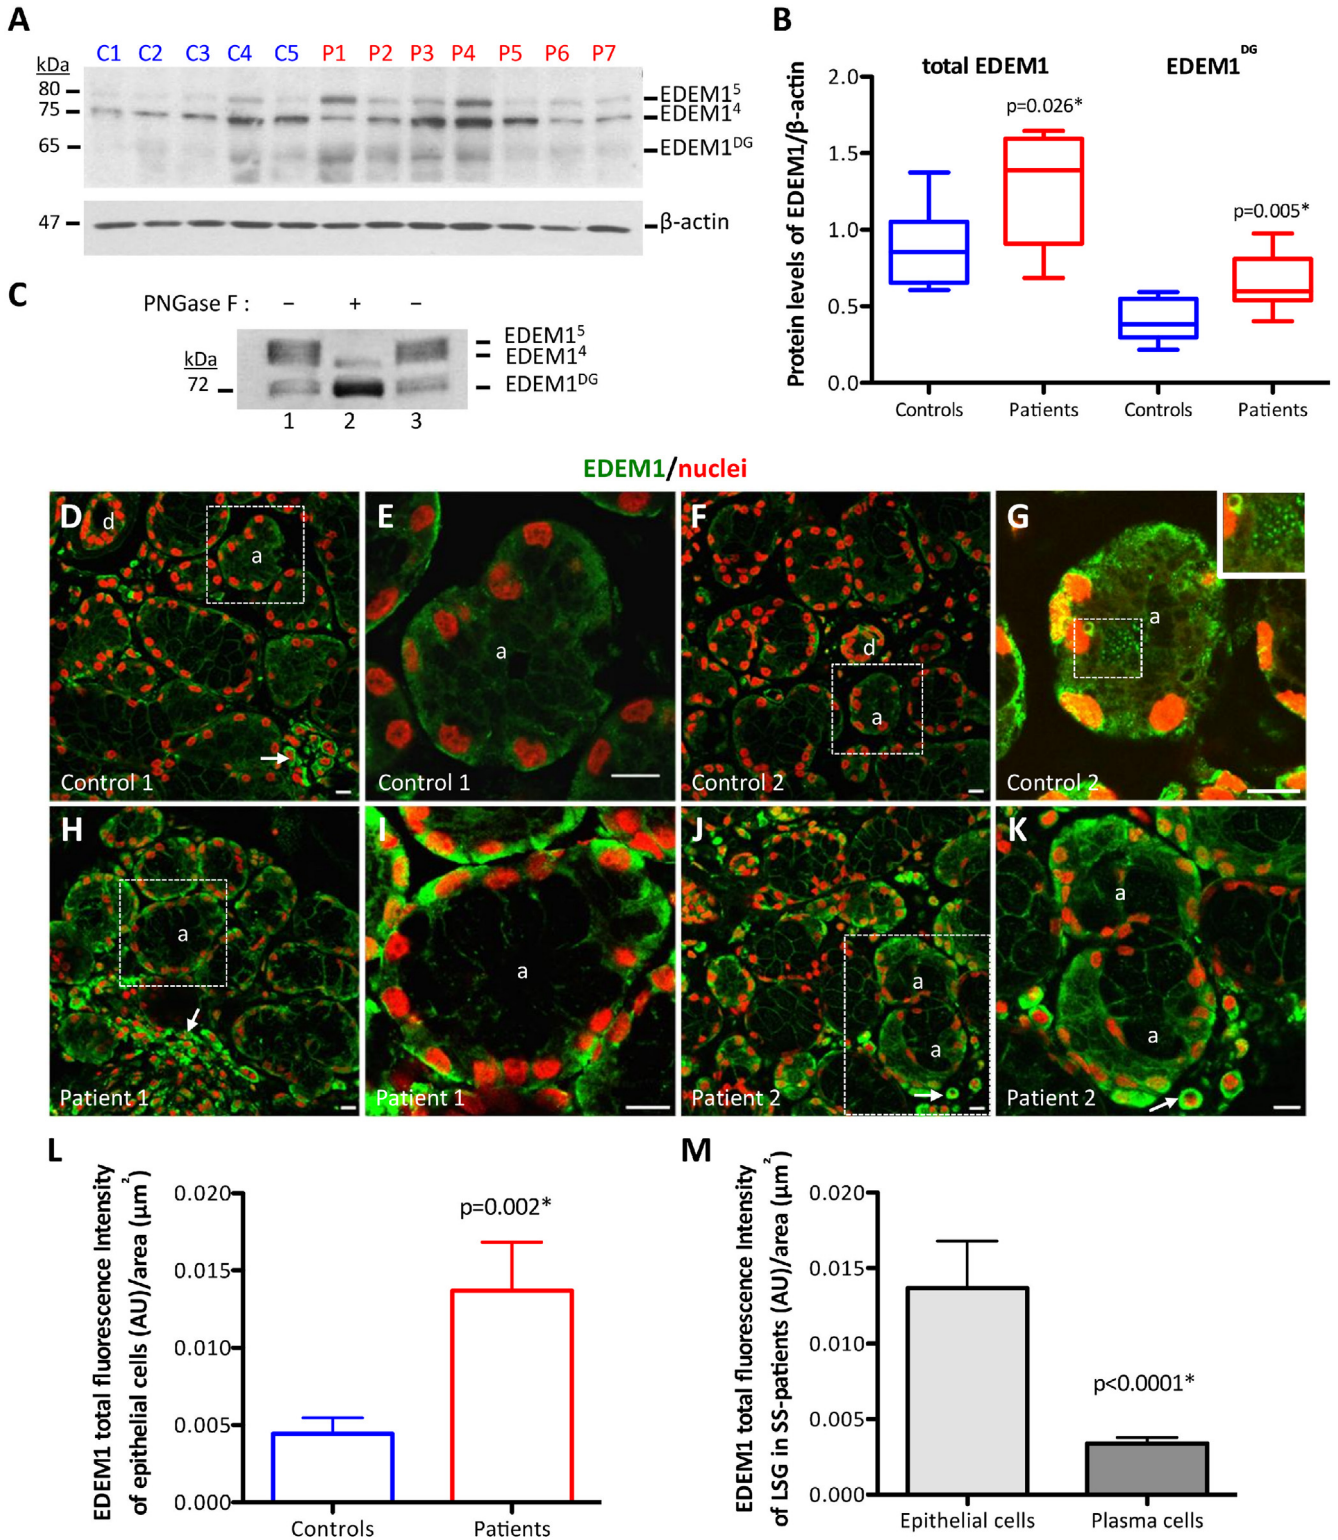 A
C1 C2 C3 C4 C5 P1 P2 P3 P4 P5 P6 P7
kDa
80
75
65
EDEM1⁵
EDEM1⁴
EDEM1ᴰᴳ
47
β-actin
B
total EDEM1
EDEM1ᴰᴳ
Protein levels of EDEM1/β-actin
2.0
1.5
1.0
0.5
0.0
p=0.026*
p=0.005*
Controls Patients Controls Patients
C
PNGase F : − + −
kDa
72
EDEM1⁵
EDEM1⁴
EDEM1ᴰᴳ
1 2 3
EDEM1/nuclei
D
d
a
Control 1
E
a
Control 1
F
d
a
Control 2
G
a
Control 2
H
a
Patient 1
I
a
Patient 1
J
a
a
Patient 2
K
a
a
Patient 2
L
EDEM1 total fluorescence Intensity
of epithelial cells (AU)/area (µm²)
0.020
0.015
0.010
0.005
0.000
p=0.002*
Controls Patients
M
EDEM1 total fluorescence Intensity
of LSG in SS-patients (AU)/area (µm²)
0.020
0.015
0.010
0.005
0.000
p<0.0001*
Epithelial cells Plasma cells